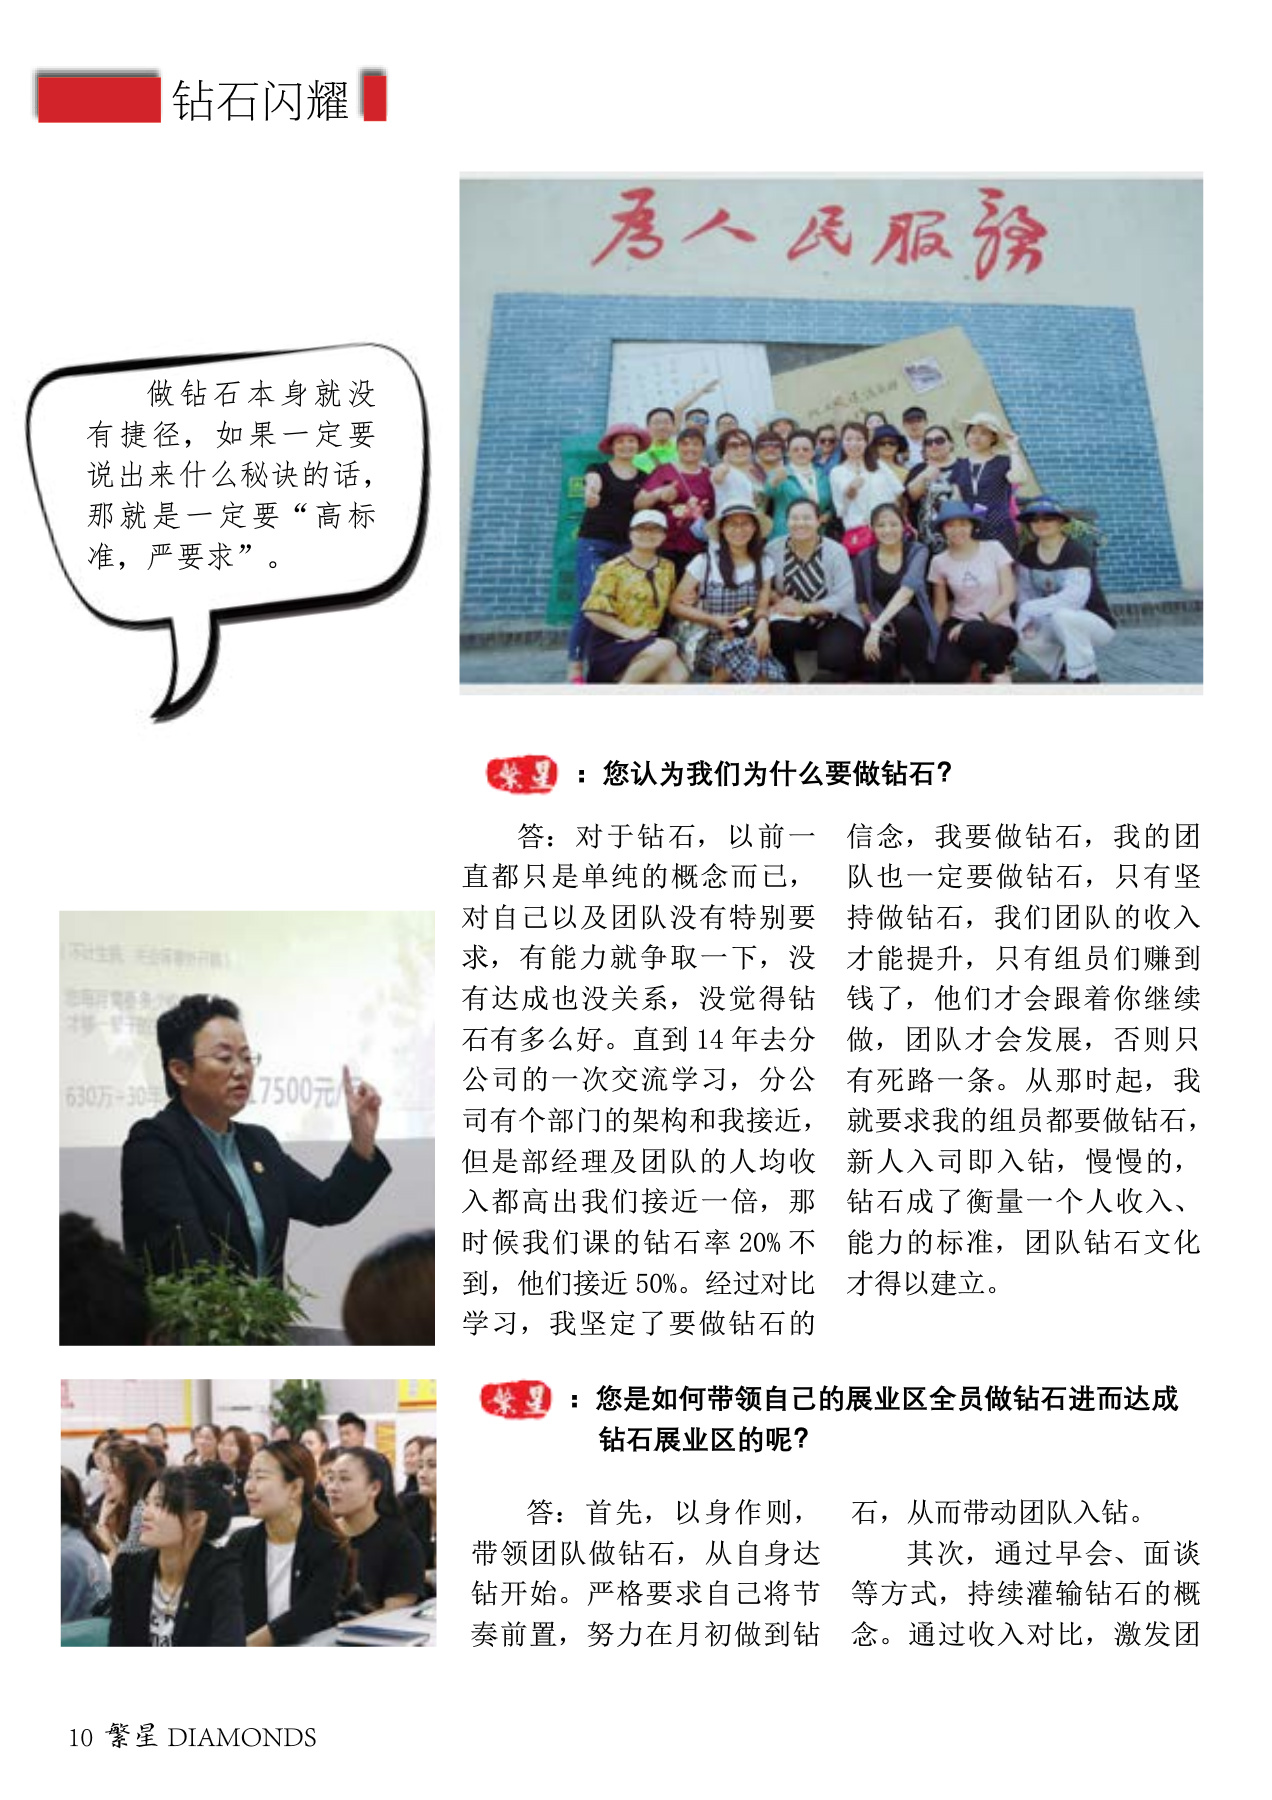 钻石闪耀
为人民服务
做钻石本身就没
有捷径，如果一定要
说出来什么秘诀的话，
那就是一定要“高标
准，严要求”。
繁星：您认为我们为什么要做钻石？
答：对于钻石，以前一
直都只是单纯的概念而已，
对自己以及团队没有特别要
求，有能力就争取一下，没
有达成也没关系，没觉得钻
石有多么好。直到 14 年去分
公司的一次交流学习，分公
司有个部门的架构和我接近，
但是部经理及团队的人均收
入都高出我们接近一倍，那
时候我们课的钻石率 20% 不
到，他们接近 50%。经过对比
学习，我坚定了要做钻石的
信念，我要做钻石，我的团
队也一定要做钻石，只有坚
持做钻石，我们团队的收入
才能提升，只有组员们赚到
钱了，他们才会跟着你继续
做，团队才会发展，否则只
有死路一条。从那时起，我
就要求我的组员都要做钻石，
新人入司即入钻，慢慢的，
钻石成了衡量一个人收入、
能力的标准，团队钻石文化
才得以建立。
630万÷30年
17500元/
繁星：您是如何带领自己的展业区全员做钻石进而达成
钻石展业区的呢？
答：首先，以身作则，
带领团队做钻石，从自身达
钻开始。严格要求自己将节
奏前置，努力在月初做到钻
石，从而带动团队入钻。
其次，通过早会、面谈
等方式，持续灌输钻石的概
念。通过收入对比，激发团
10 繁星 DIAMONDS